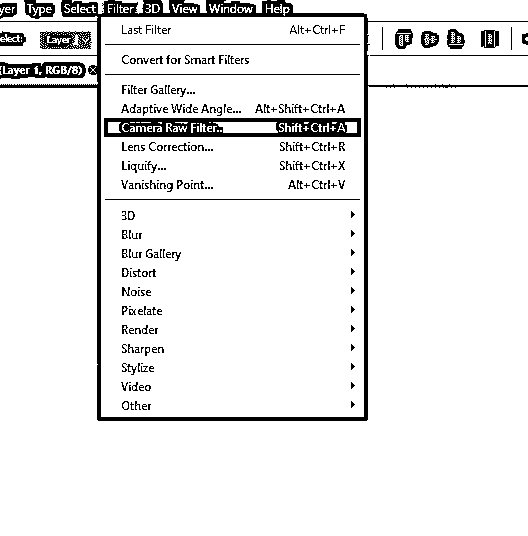 yer Type Select Filter 3D View Window Help
elect: Layer
(Layer 1, RGB/8)
Last Filter Alt+Ctrl+F
Convert for Smart Filters
Filter Gallery...
Adaptive Wide Angle... Alt+Shift+Ctrl+A
Camera Raw Filter... Shift+Ctrl+A
Lens Correction... Shift+Ctrl+R
Liquify... Shift+Ctrl+X
Vanishing Point... Alt+Ctrl+V
3D
Blur
Blur Gallery
Distort
Noise
Pixelate
Render
Sharpen
Stylize
Video
Other